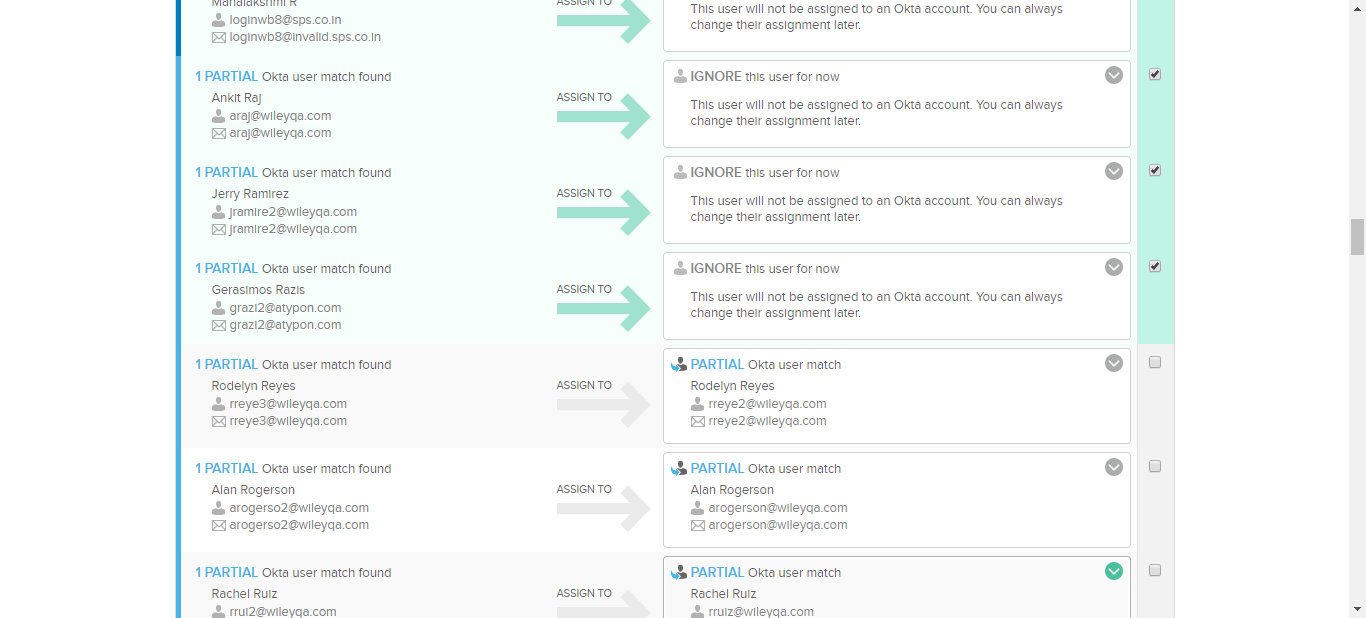 Mahalakshmi R
loginwb8@sps.co.in
loginwb8@invalid.sps.co.in
ASSIGN TO
This user will not be assigned to an Okta account. You can always
change their assignment later.
1 PARTIAL Okta user match found
Ankit Raj
araj@wileyqa.com
araj@wileyqa.com
ASSIGN TO
IGNORE this user for now
This user will not be assigned to an Okta account. You can always
change their assignment later.
1 PARTIAL Okta user match found
Jerry Ramirez
jramire2@wileyqa.com
jramire2@wileyqa.com
ASSIGN TO
IGNORE this user for now
This user will not be assigned to an Okta account. You can always
change their assignment later.
1 PARTIAL Okta user match found
Gerasimos Razis
grazi2@atypon.com
grazi2@atypon.com
ASSIGN TO
IGNORE this user for now
This user will not be assigned to an Okta account. You can always
change their assignment later.
1 PARTIAL Okta user match found
Rodelyn Reyes
rreye3@wileyqa.com
rreye3@wileyqa.com
ASSIGN TO
PARTIAL Okta user match
Rodelyn Reyes
rreye2@wileyqa.com
rreye2@wileyqa.com
1 PARTIAL Okta user match found
Alan Rogerson
arogerso2@wileyqa.com
arogerso2@wileyqa.com
ASSIGN TO
PARTIAL Okta user match
Alan Rogerson
arogerson@wileyqa.com
arogerson@wileyqa.com
1 PARTIAL Okta user match found
Rachel Ruiz
rrui2@wileyqa.com
ASSIGN TO
PARTIAL Okta user match
Rachel Ruiz
rruiz@wileyqa.com